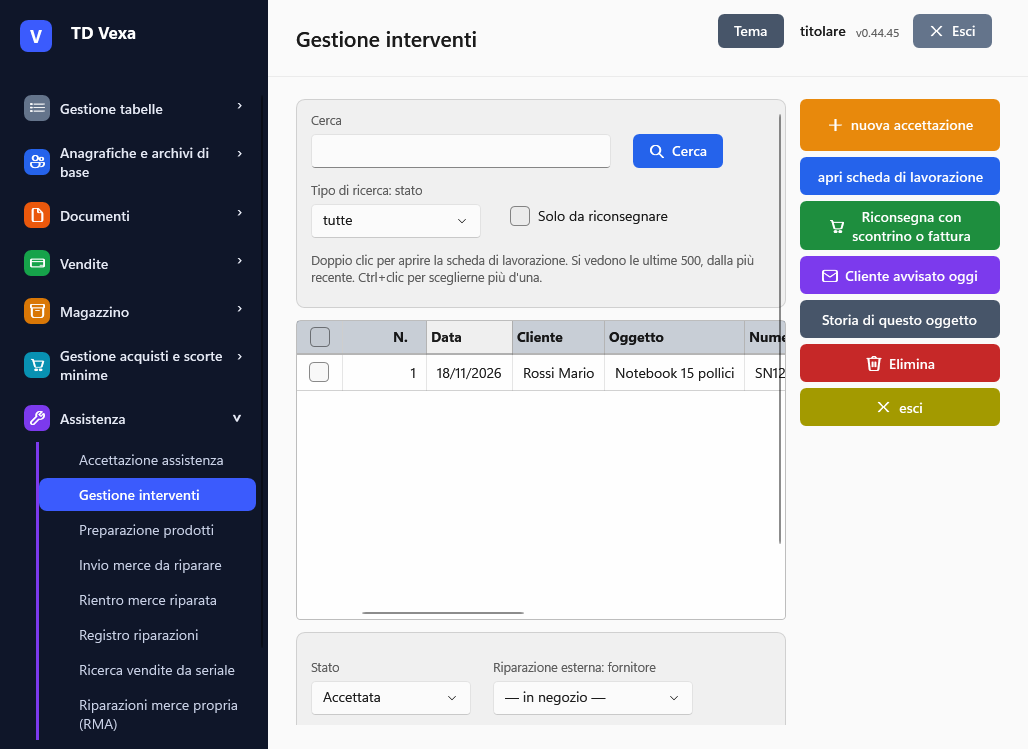 V TD Vexa
Gestione tabelle
Anagrafiche e archivi di
base
Documenti
Vendite
Magazzino
Gestione acquisti e scorte
minime
Assistenza
Accettazione assistenza
Gestione interventi
Preparazione prodotti
Invio merce da riparare
Rientro merce riparata
Registro riparazioni
Ricerca vendite da seriale
Riparazioni merce propria
(RMA)
Gestione interventi
Tema titolare v0.44.45 Esci
Cerca
Cerca
Tipo di ricerca: stato
tutte
Solo da riconsegnare
Doppio clic per aprire la scheda di lavorazione. Si vedono le ultime 500, dalla più
recente. Ctrl+clic per sceglierne più d'una.
N. Data Cliente Oggetto Nume
1 18/11/2026 Rossi Mario Notebook 15 pollici SN12
Stato
Accettata
Riparazione esterna: fornitore
— in negozio —
nuova accettazione
apri scheda di lavorazione
Riconsegna con
scontrino o fattura
Cliente avvisato oggi
Storia di questo oggetto
Elimina
esci